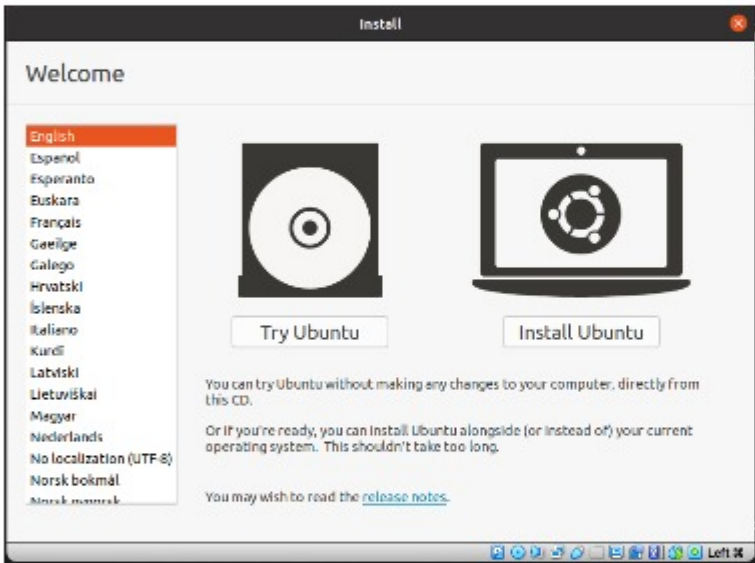 Install
Welcome
English
Español
Esperanto
Euskara
Français
Gaeilge
Galego
Hrvatski
Íslenska
Italiano
Kurdî
Latviski
Lietuviškai
Magyar
Nederlands
No localization (UTF-8)
Norsk bokmål
Norsk nynorsk
Try Ubuntu
Install Ubuntu
You can try Ubuntu without making any changes to your computer, directly from
this CD.
Or if you're ready, you can install Ubuntu alongside (or instead of) your current
operating system. This shouldn't take too long.
You may wish to read the release notes.
Left ⌘